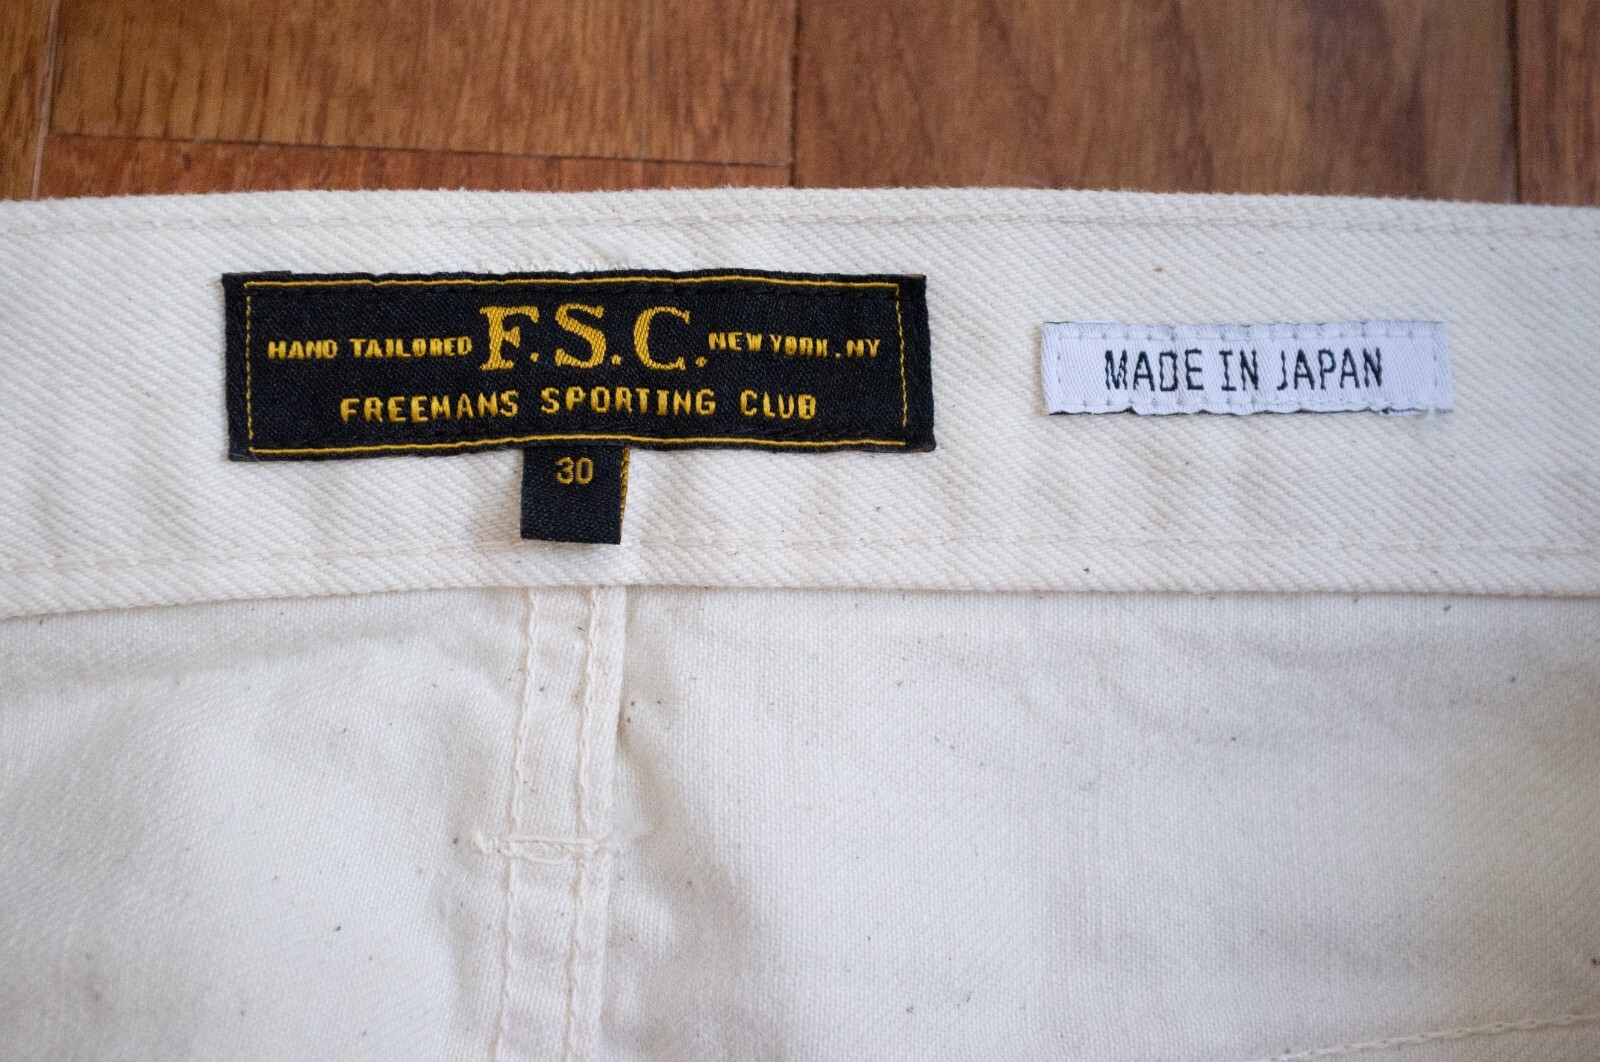 HAND TAILORED F.S.C. NEW YORK.NY
FREEMANS SPORTING CLUB
30
MADE IN JAPAN